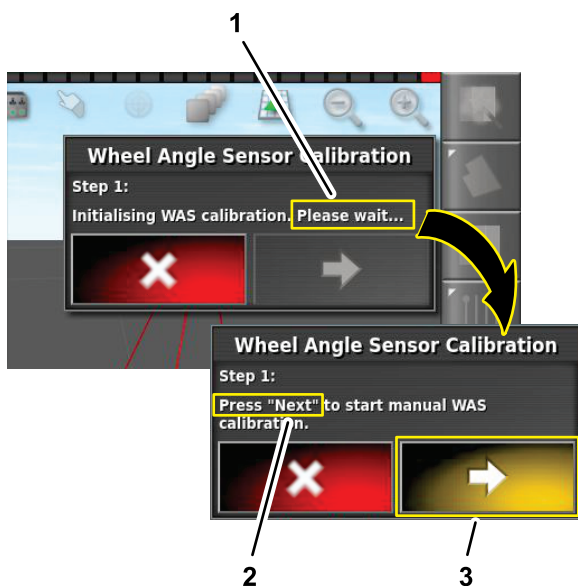 1
Wheel Angle Sensor Calibration
Step 1:
Initialising WAS calibration. Please wait...
Wheel Angle Sensor Calibration
Step 1:
Press "Next" to start manual WAS
calibration.
2
3